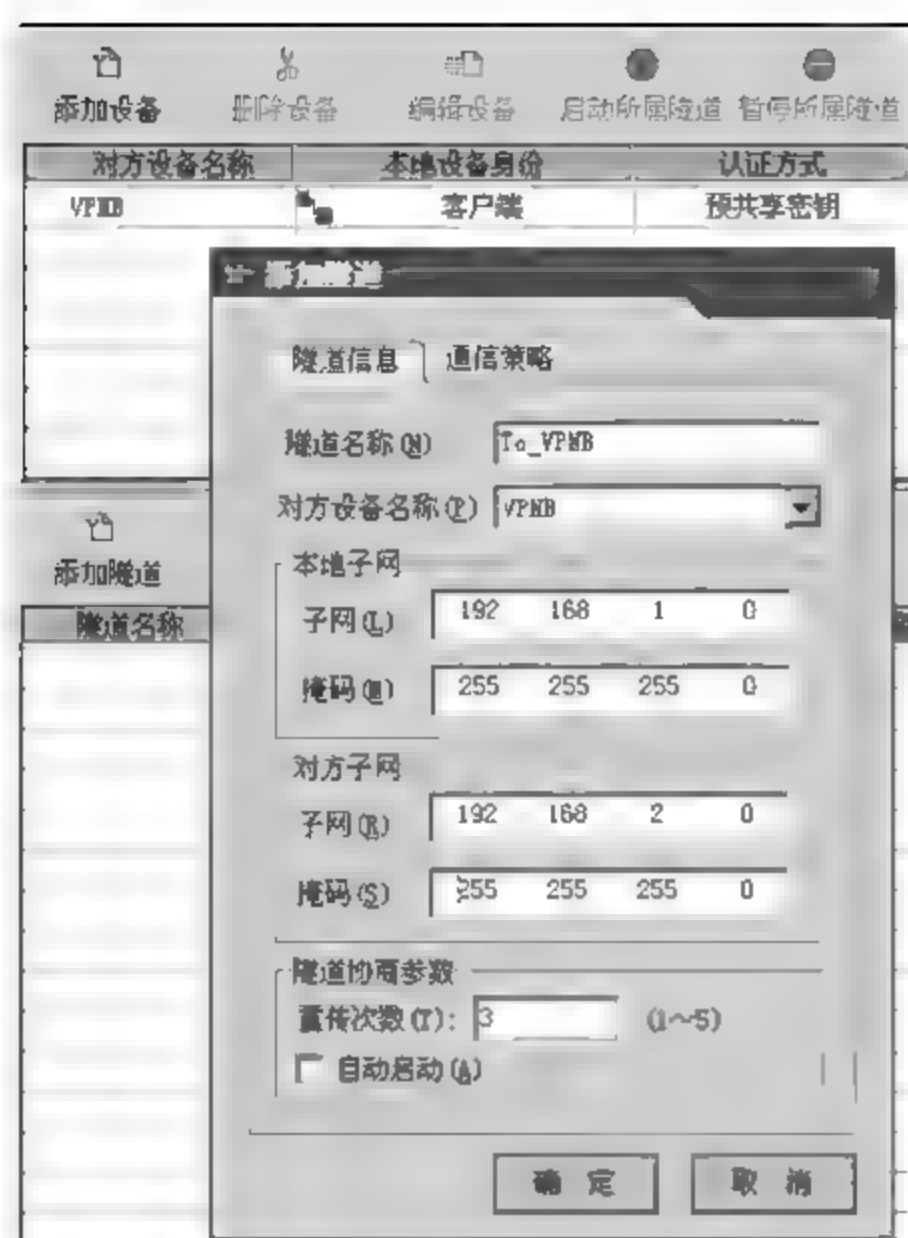 添加设备 删除设备 编辑设备 启动所属隧道 暂停所属隧道
对方设备名称 本地设备身份 认证方式
VPNB 客户端 预共享密钥
添加隧道
隧道信息 通信策略
隧道名称(N) To_VPNB
对方设备名称(P) VPNB
本地子网
子网(L) 192 168 1 0
掩码(M) 255 255 255 0
对方子网
子网(R) 192 168 2 0
掩码(S) 255 255 255 0
隧道协商参数
重传次数(T): 3 (1~5)
自动启动(A)
确定 取消
添加隧道
隧道名称